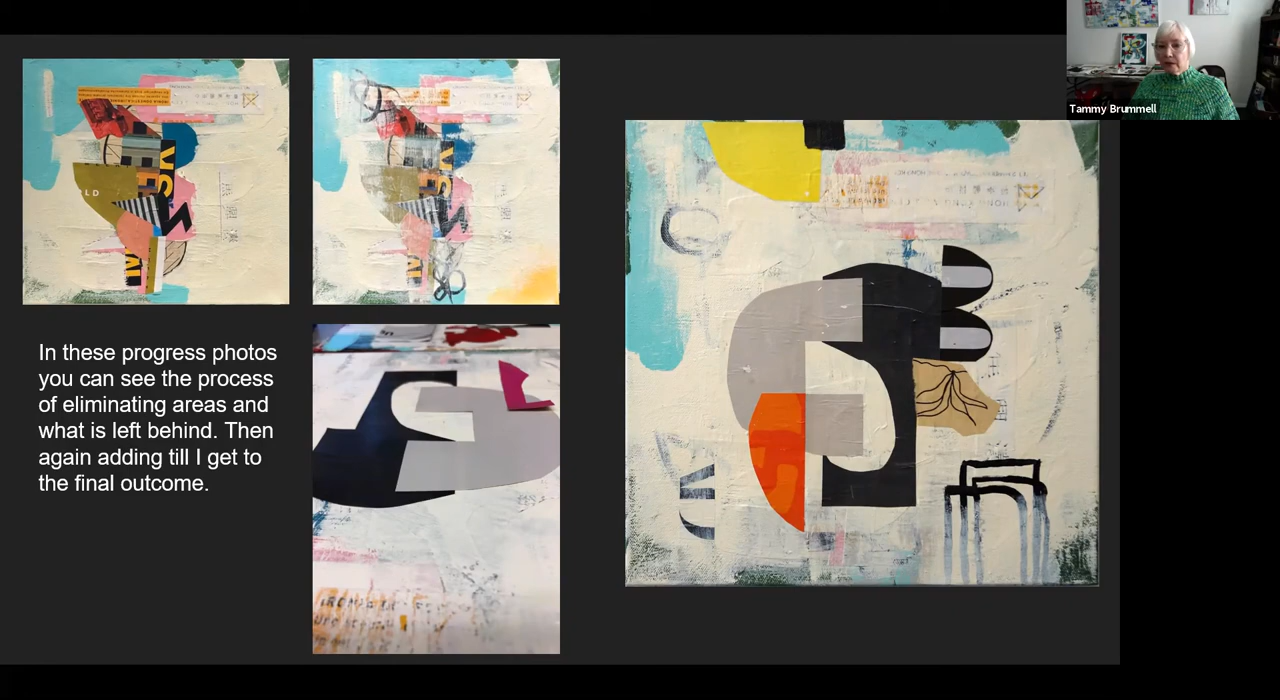 Tammy Brummell
In these progress photos
you can see the process
of eliminating areas and
what is left behind. Then
again adding till I get to
the final outcome.